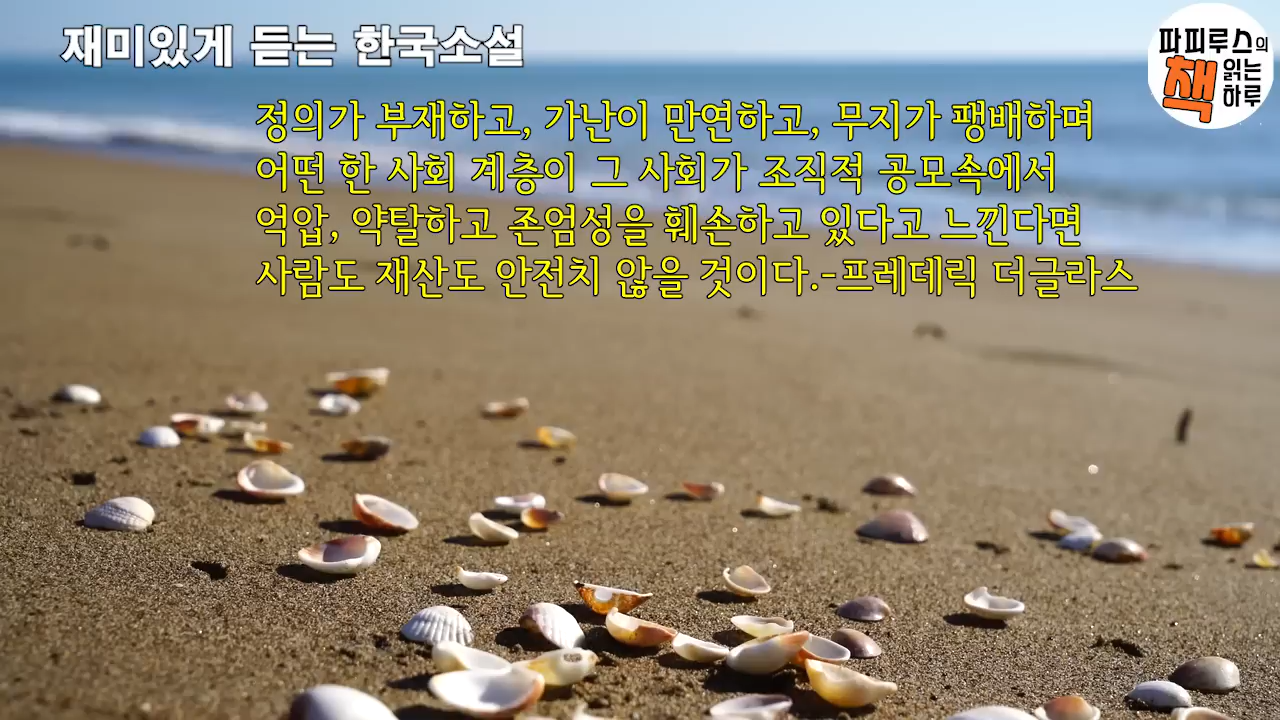 재미있게 듣는 한국소설
파피루스의
책 읽는
하루
정의가 부재하고, 가난이 만연하고, 무지가 팽배하며
어떤 한 사회 계층이 그 사회가 조직적 공모속에서
억압, 약탈하고 존엄성을 훼손하고 있다고 느낀다면
사람도 재산도 안전치 않을 것이다.-프레데릭 더글라스